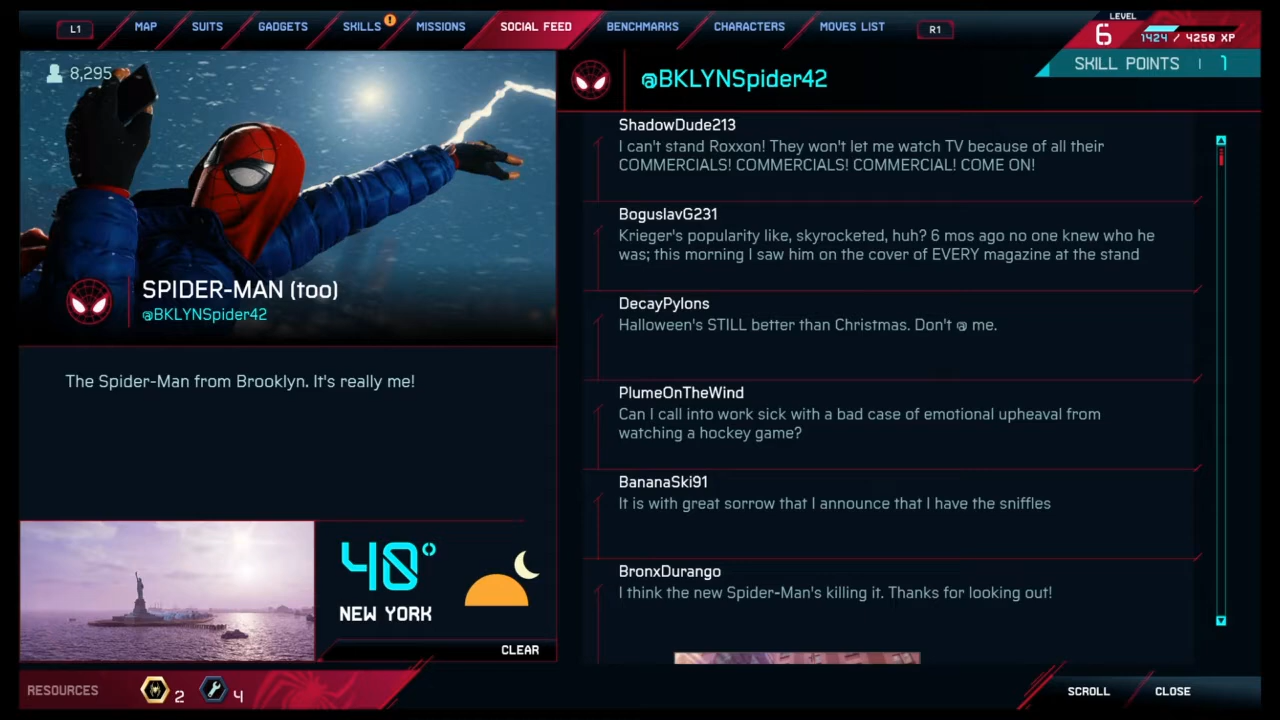 L1
MAP
SUITS
GADGETS
SKILLS
!
MISSIONS
SOCIAL FEED
BENCHMARKS
CHARACTERS
MOVES LIST
R1
LEVEL
6
1424 / 4250 XP
SKILL POINTS | 1
8,295
SPIDER-MAN (too)
@BKLYNSpider42
The Spider-Man from Brooklyn. It's really me!
40°
NEW YORK
CLEAR
@BKLYNSpider42
ShadowDude213
I can't stand Roxxon! They won't let me watch TV because of all their
COMMERCIALS! COMMERCIALS! COMMERCIAL! COME ON!
BoguslavG231
Krieger's popularity like, skyrocketed, huh? 6 mos ago no one knew who he
was; this morning I saw him on the cover of EVERY magazine at the stand
DecayPylons
Halloween's STILL better than Christmas. Don't @ me.
PlumeOnTheWind
Can I call into work sick with a bad case of emotional upheaval from
watching a hockey game?
BananaSki91
It is with great sorrow that I announce that I have the sniffles
BronxDurango
I think the new Spider-Man's killing it. Thanks for looking out!
RESOURCES
2
4
SCROLL
CLOSE